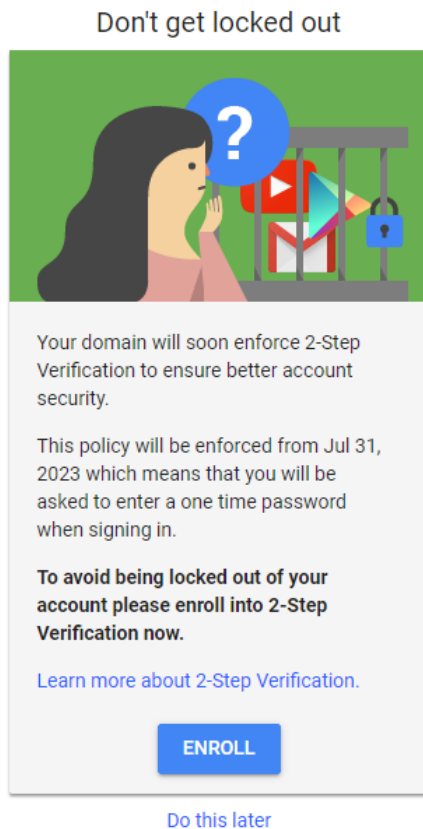 Don't get locked out
?
Your domain will soon enforce 2-Step
Verification to ensure better account
security.
This policy will be enforced from Jul 31,
2023 which means that you will be
asked to enter a one time password
when signing in.
To avoid being locked out of your
account please enroll into 2-Step
Verification now.
Learn more about 2-Step Verification.
ENROLL
Do this later